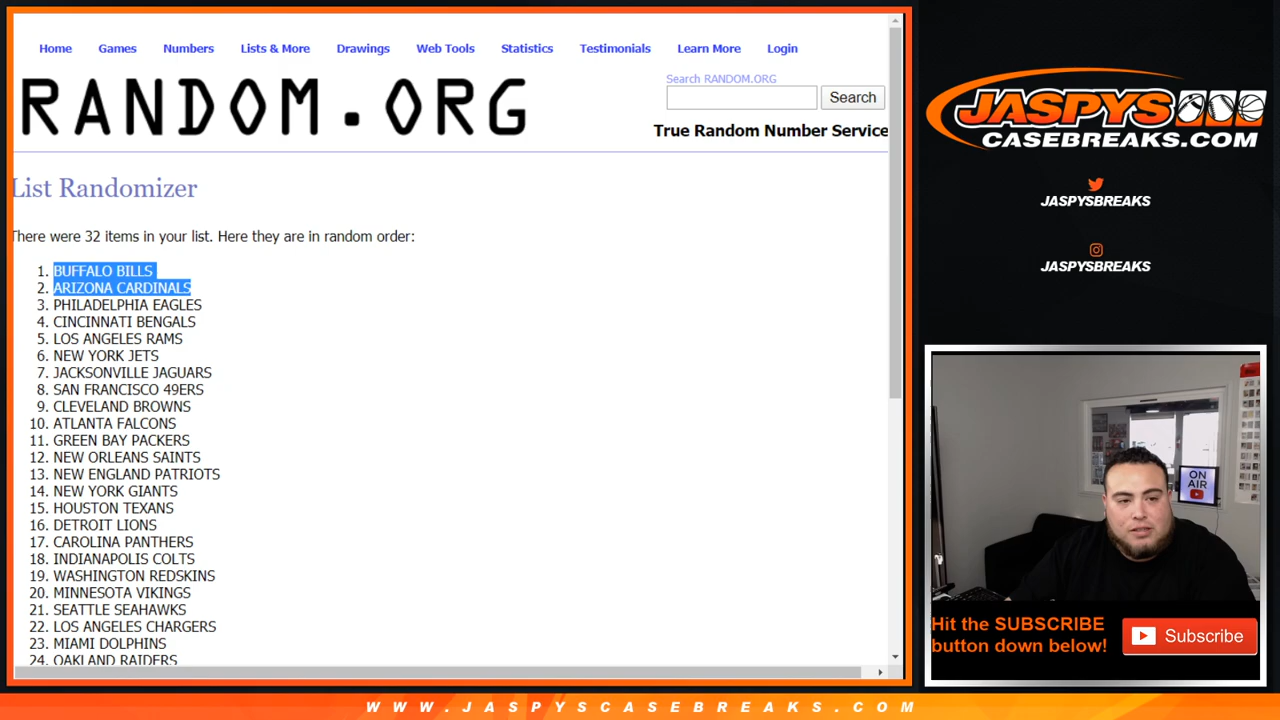 Home Games Numbers Lists & More Drawings Web Tools Statistics Testimonials Learn More Login
RANDOM.ORG
Search RANDOM.ORG
Search
True Random Number Service
List Randomizer
There were 32 items in your list. Here they are in random order:
1. BUFFALO BILLS
2. ARIZONA CARDINALS
3. PHILADELPHIA EAGLES
4. CINCINNATI BENGALS
5. LOS ANGELES RAMS
6. NEW YORK JETS
7. JACKSONVILLE JAGUARS
8. SAN FRANCISCO 49ERS
9. CLEVELAND BROWNS
10. ATLANTA FALCONS
11. GREEN BAY PACKERS
12. NEW ORLEANS SAINTS
13. NEW ENGLAND PATRIOTS
14. NEW YORK GIANTS
15. HOUSTON TEXANS
16. DETROIT LIONS
17. CAROLINA PANTHERS
18. INDIANAPOLIS COLTS
19. WASHINGTON REDSKINS
20. MINNESOTA VIKINGS
21. SEATTLE SEAHAWKS
22. LOS ANGELES CHARGERS
23. MIAMI DOLPHINS
24. OAKLAND RAIDERS
JASPYS
CASEBREAKS.COM
JASPYSBREAKS
JASPYSBREAKS
ON
AIR
Hit the SUBSCRIBE
button down below!
Subscribe
WWW.JASPYSCASEBREAKS.COM